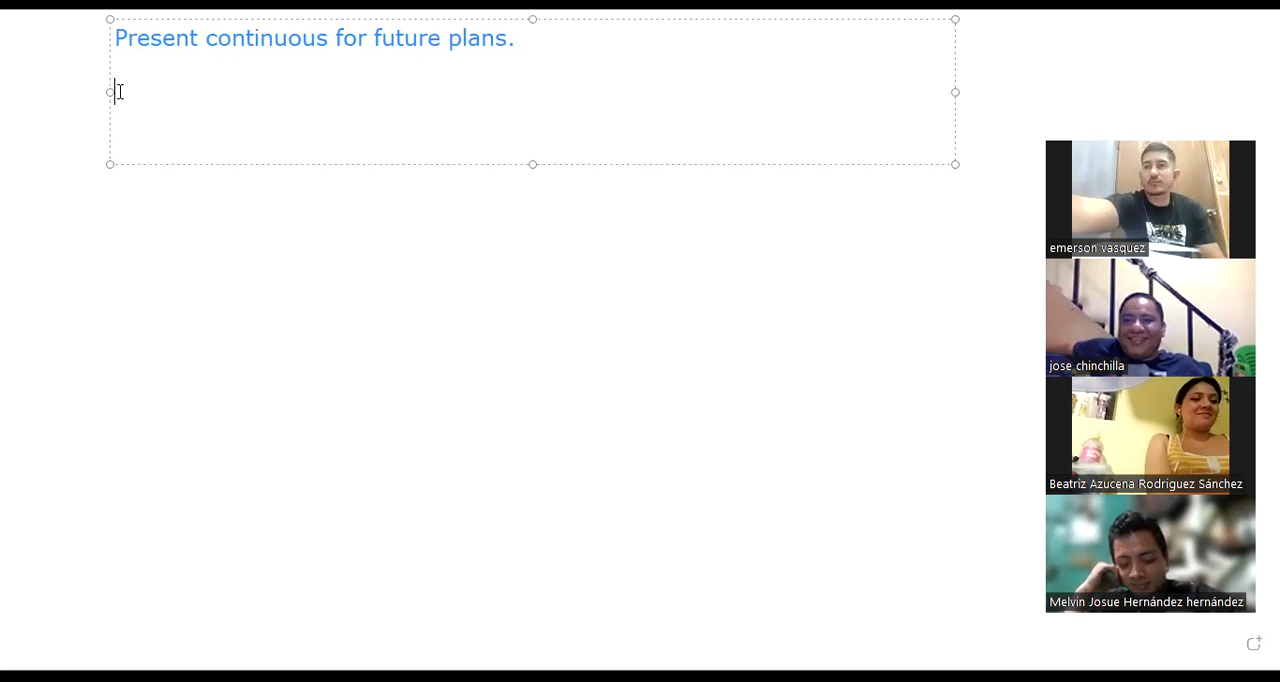 Present continuous for future plans.
emerson vasquez
jose chinchilla
Beatriz Azucena Rodriguez Sánchez
Melvin Josue Hernández hernández